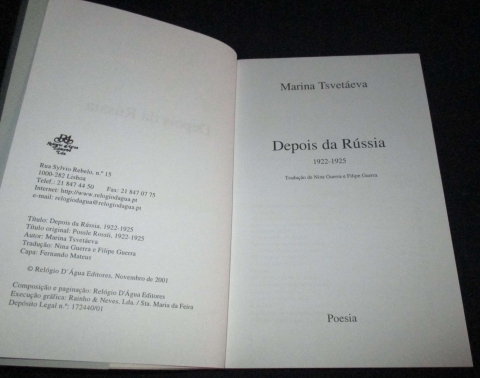 Relógio D'Água
Editores
Lda
Rua Sylvio Rebelo, n.º 15
1000-282 Lisboa
Telef.: 21 847 44 50 Fax: 21 847 07 75
Internet: http://www.relogiodagua.pt
e-mail: relogiodagua@relogiodagua.pt
Título: Depois da Rússia, 1922-1925
Título original: Possle Rossii, 1922-1925
Autor: Marina Tsvetáeva
Tradução: Nina Guerra e Filipe Guerra
Capa: Fernando Mateus
© Relógio D'Água Editores, Novembro de 2001
Composição e paginação: Relógio D'Água Editores
Execução gráfica: Rainho & Neves, Lda. / Sta. Maria da Feira
Depósito Legal n.º: 172440/01
Marina Tsvetáeva
Depois da Rússia
1922-1925
Tradução de Nina Guerra e Filipe Guerra
Poesia